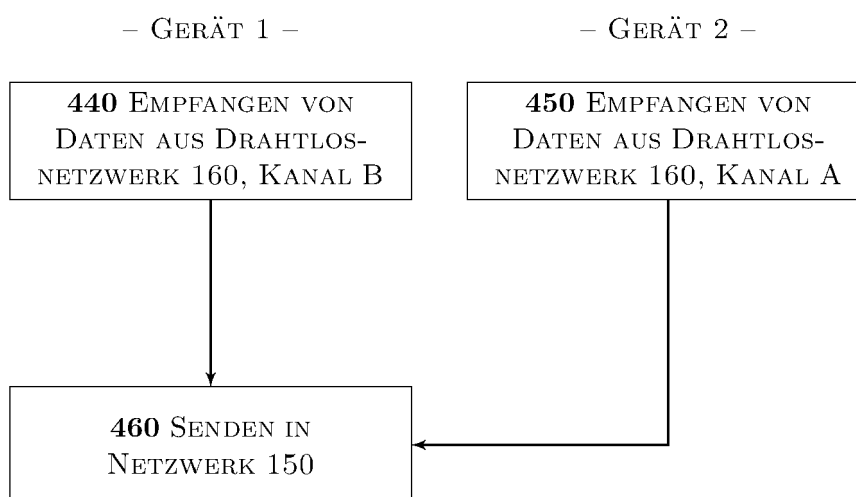 – GERÄT 1 –
– GERÄT 2 –
440 EMPFANGEN VON
DATEN AUS DRAHTLOS-
NETZWERK 160, KANAL B
450 EMPFANGEN VON
DATEN AUS DRAHTLOS-
NETZWERK 160, KANAL A
460 SENDEN IN
NETZWERK 150